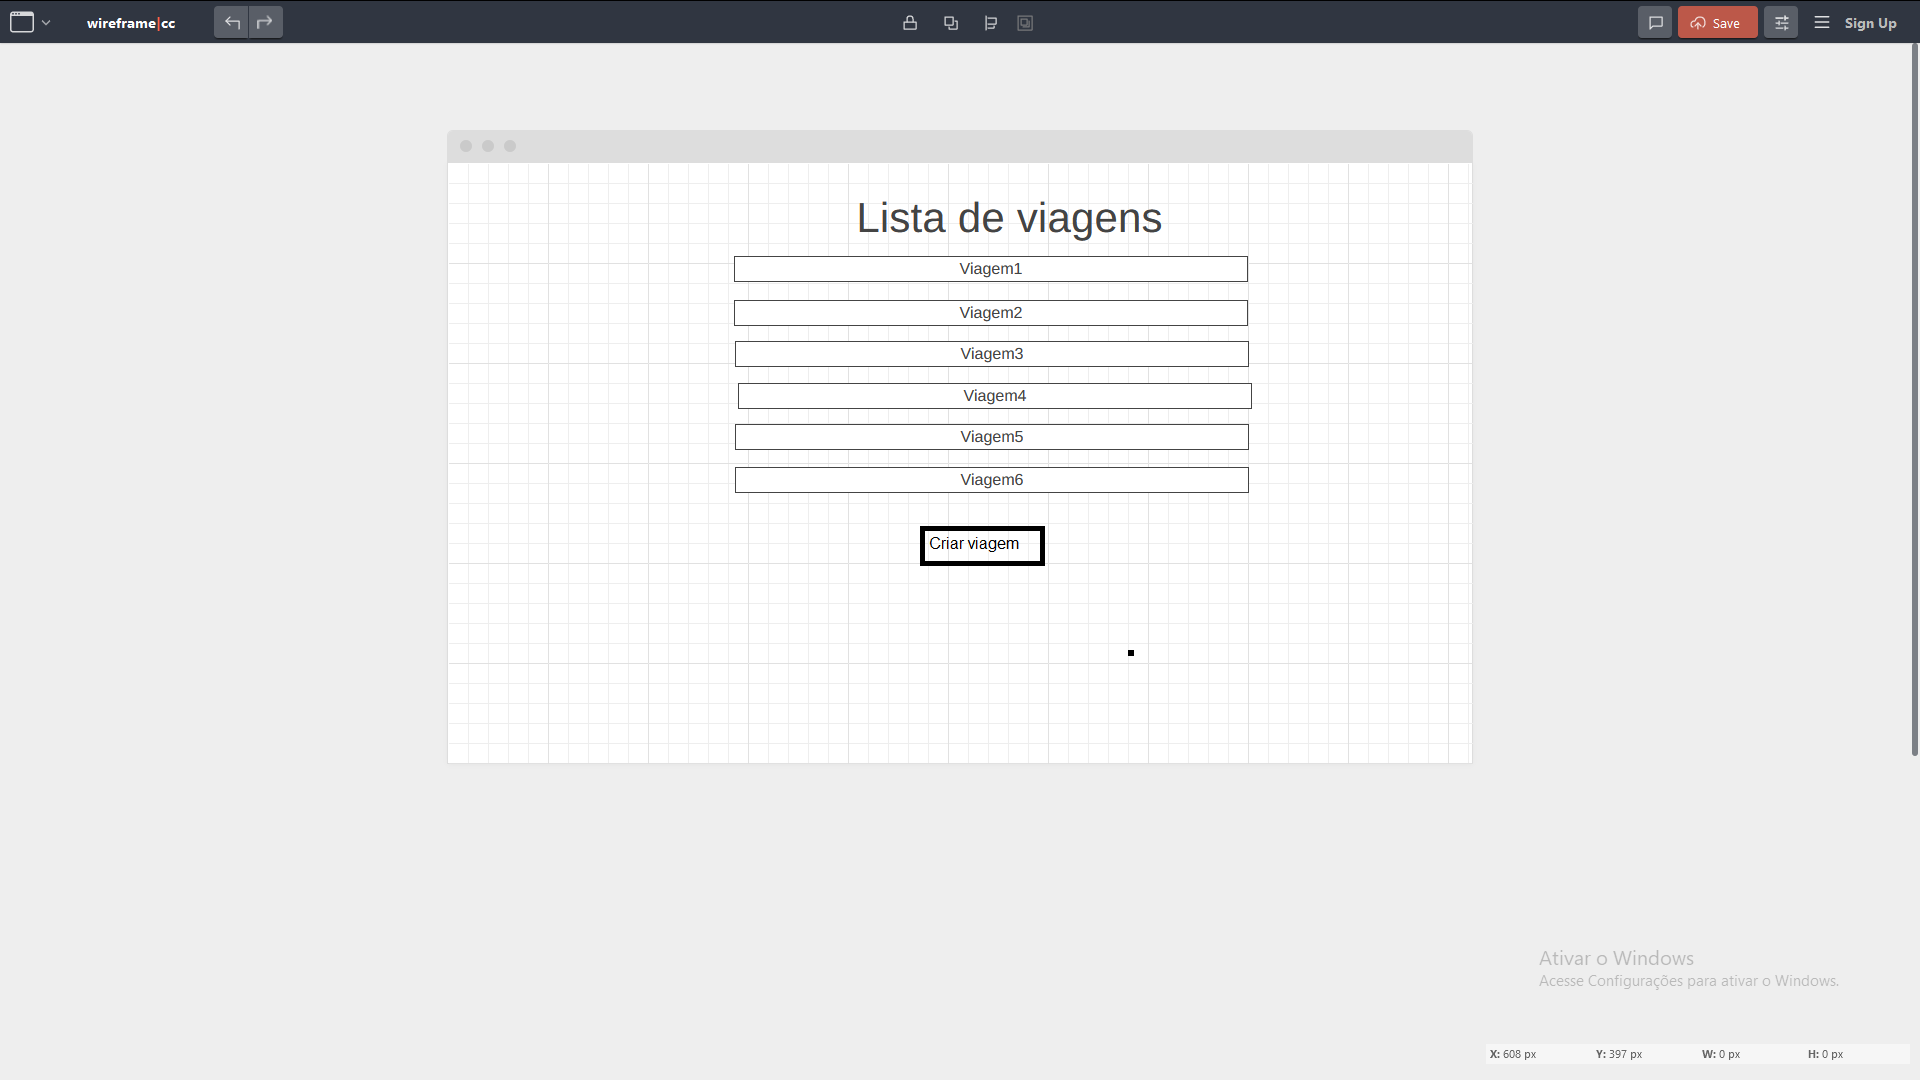 wireframe|cc
Save
Sign Up
Lista de viagens
Viagem1
Viagem2
Viagem3
Viagem4
Viagem5
Viagem6
Criar viagem
Ativar o Windows
Acesse Configurações para ativar o Windows.
X: 608 px Y: 397 px W: 0 px H: 0 px